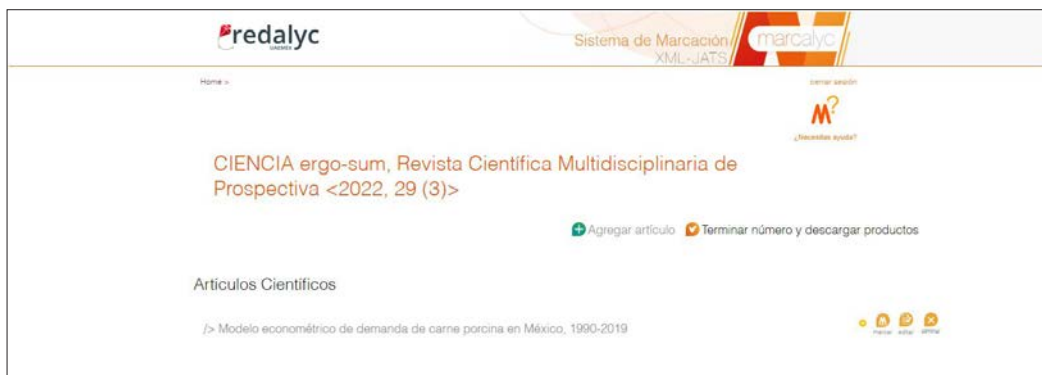 redalyc
UAEMEX
Sistema de Marcación
XML-JATS
marcalyc
Home >
cerrar sesión
M?
¿Necesitas ayuda?
CIENCIA ergo-sum, Revista Científica Multidisciplinaria de
Prospectiva <2022, 29 (3)>
Agregar artículo Terminar número y descargar productos
Artículos Científicos
/> Modelo econométrico de demanda de carne porcina en México, 1990-2019
marcar editar eliminar